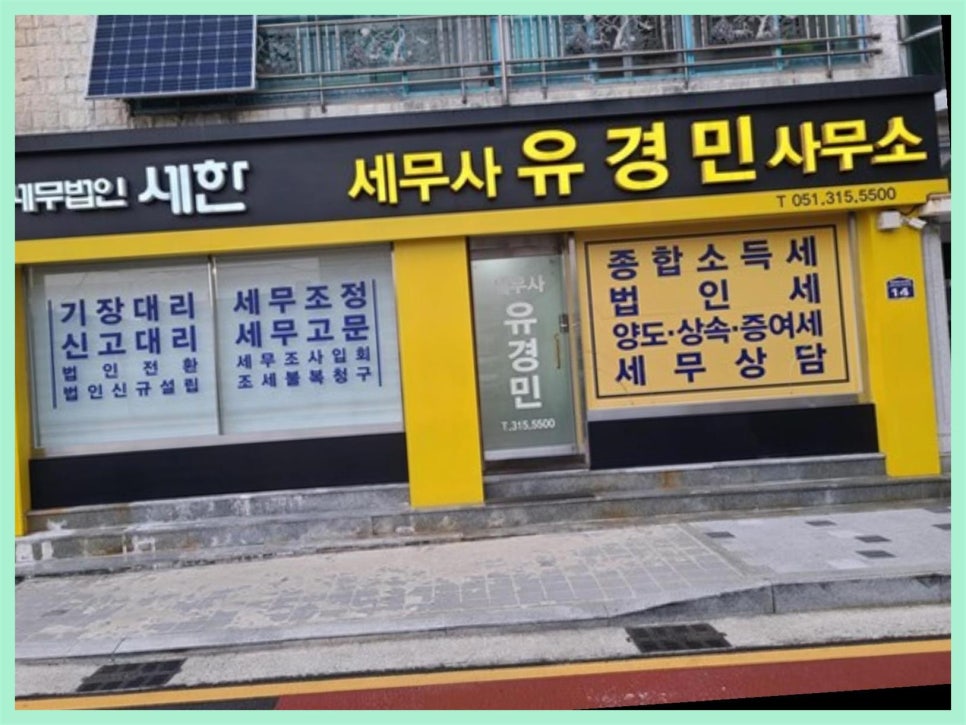 세무법인 세한
세무사 유경민 사무소
T 051.315.5500
기장대리
신고대리
법인전환
법인신규설립
세무조정
세무고문
세무조사입회
조세불복청구
세무사
유경민
T.315.5500
종합소득세
법인세
양도·상속·증여세
세무상담
14